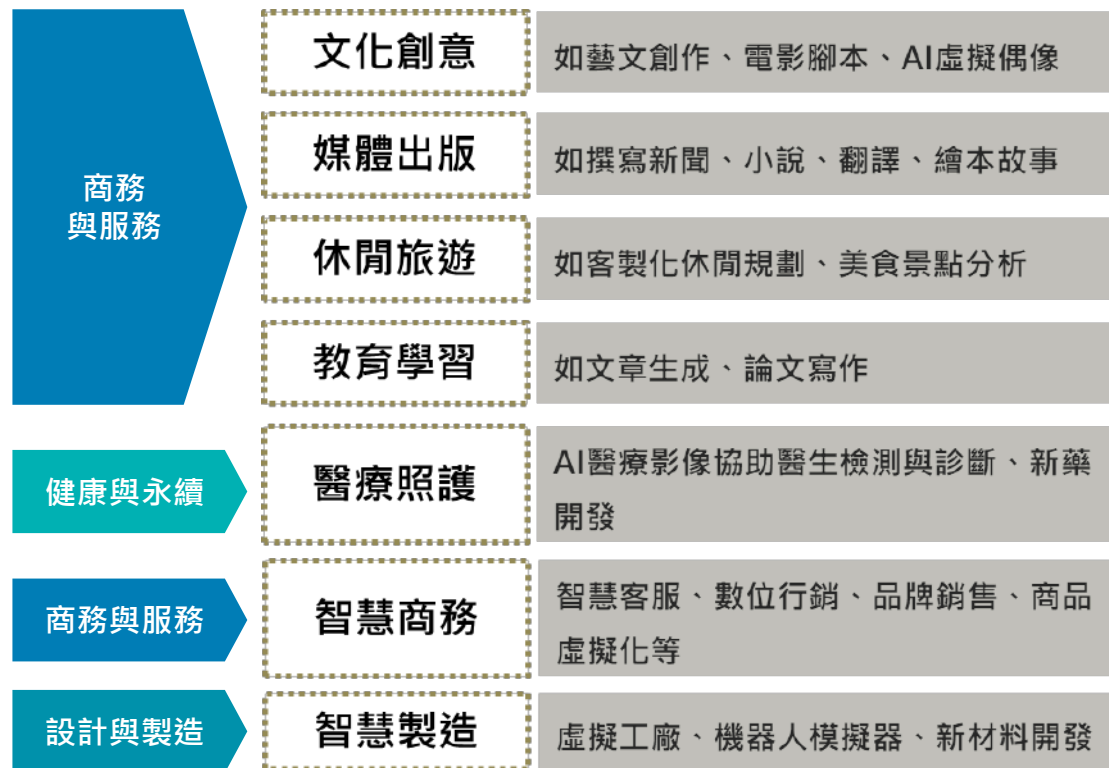 商務
與服務
文化創意
如藝文創作、電影腳本、AI虛擬偶像
媒體出版
如撰寫新聞、小說、翻譯、繪本故事
休閒旅遊
如客製化休閒規劃、美食景點分析
教育學習
如文章生成、論文寫作
健康與永續
醫療照護
AI醫療影像協助醫生檢測與診斷、新藥
開發
商務與服務
智慧商務
智慧客服、數位行銷、品牌銷售、商品
虛擬化等
設計與製造
智慧製造
虛擬工廠、機器人模擬器、新材料開發